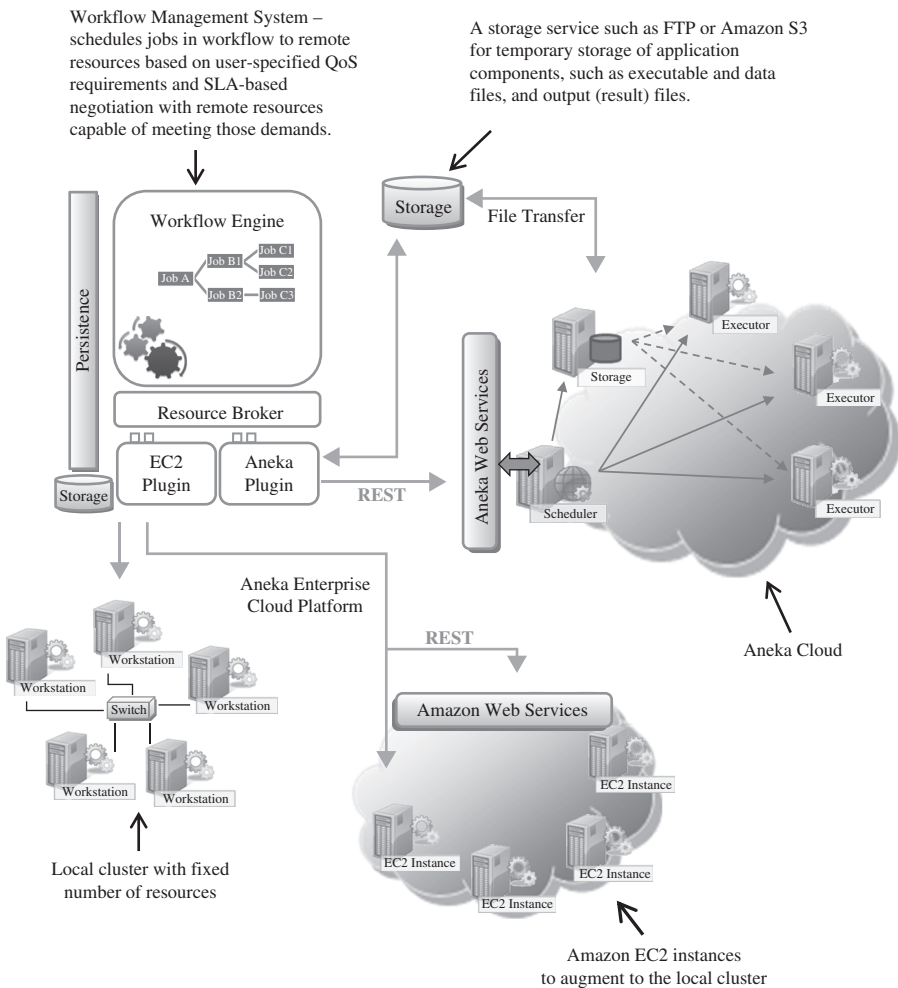 Workflow Management System –
schedules jobs in workflow to remote
resources based on user-specified QoS
requirements and SLA-based
negotiation with remote resources
capable of meeting those demands.
A storage service such as FTP or Amazon S3
for temporary storage of application
components, such as executable and data
files, and output (result) files.
Persistence
Workflow Engine
Job A
Job B1
Job B2
Job C1
Job C2
Job C3
Resource Broker
EC2
Plugin
Aneka
Plugin
Storage
Storage
File Transfer
REST
Aneka Web Services
Storage
Scheduler
Executor
Executor
Executor
Aneka Cloud
Aneka Enterprise
Cloud Platform
REST
Workstation
Workstation
Workstation
Switch
Workstation
Workstation
Local cluster with fixed
number of resources
Amazon Web Services
EC2 Instance
EC2 Instance
EC2 Instance
EC2 Instance
Amazon EC2 instances
to augment to the local cluster